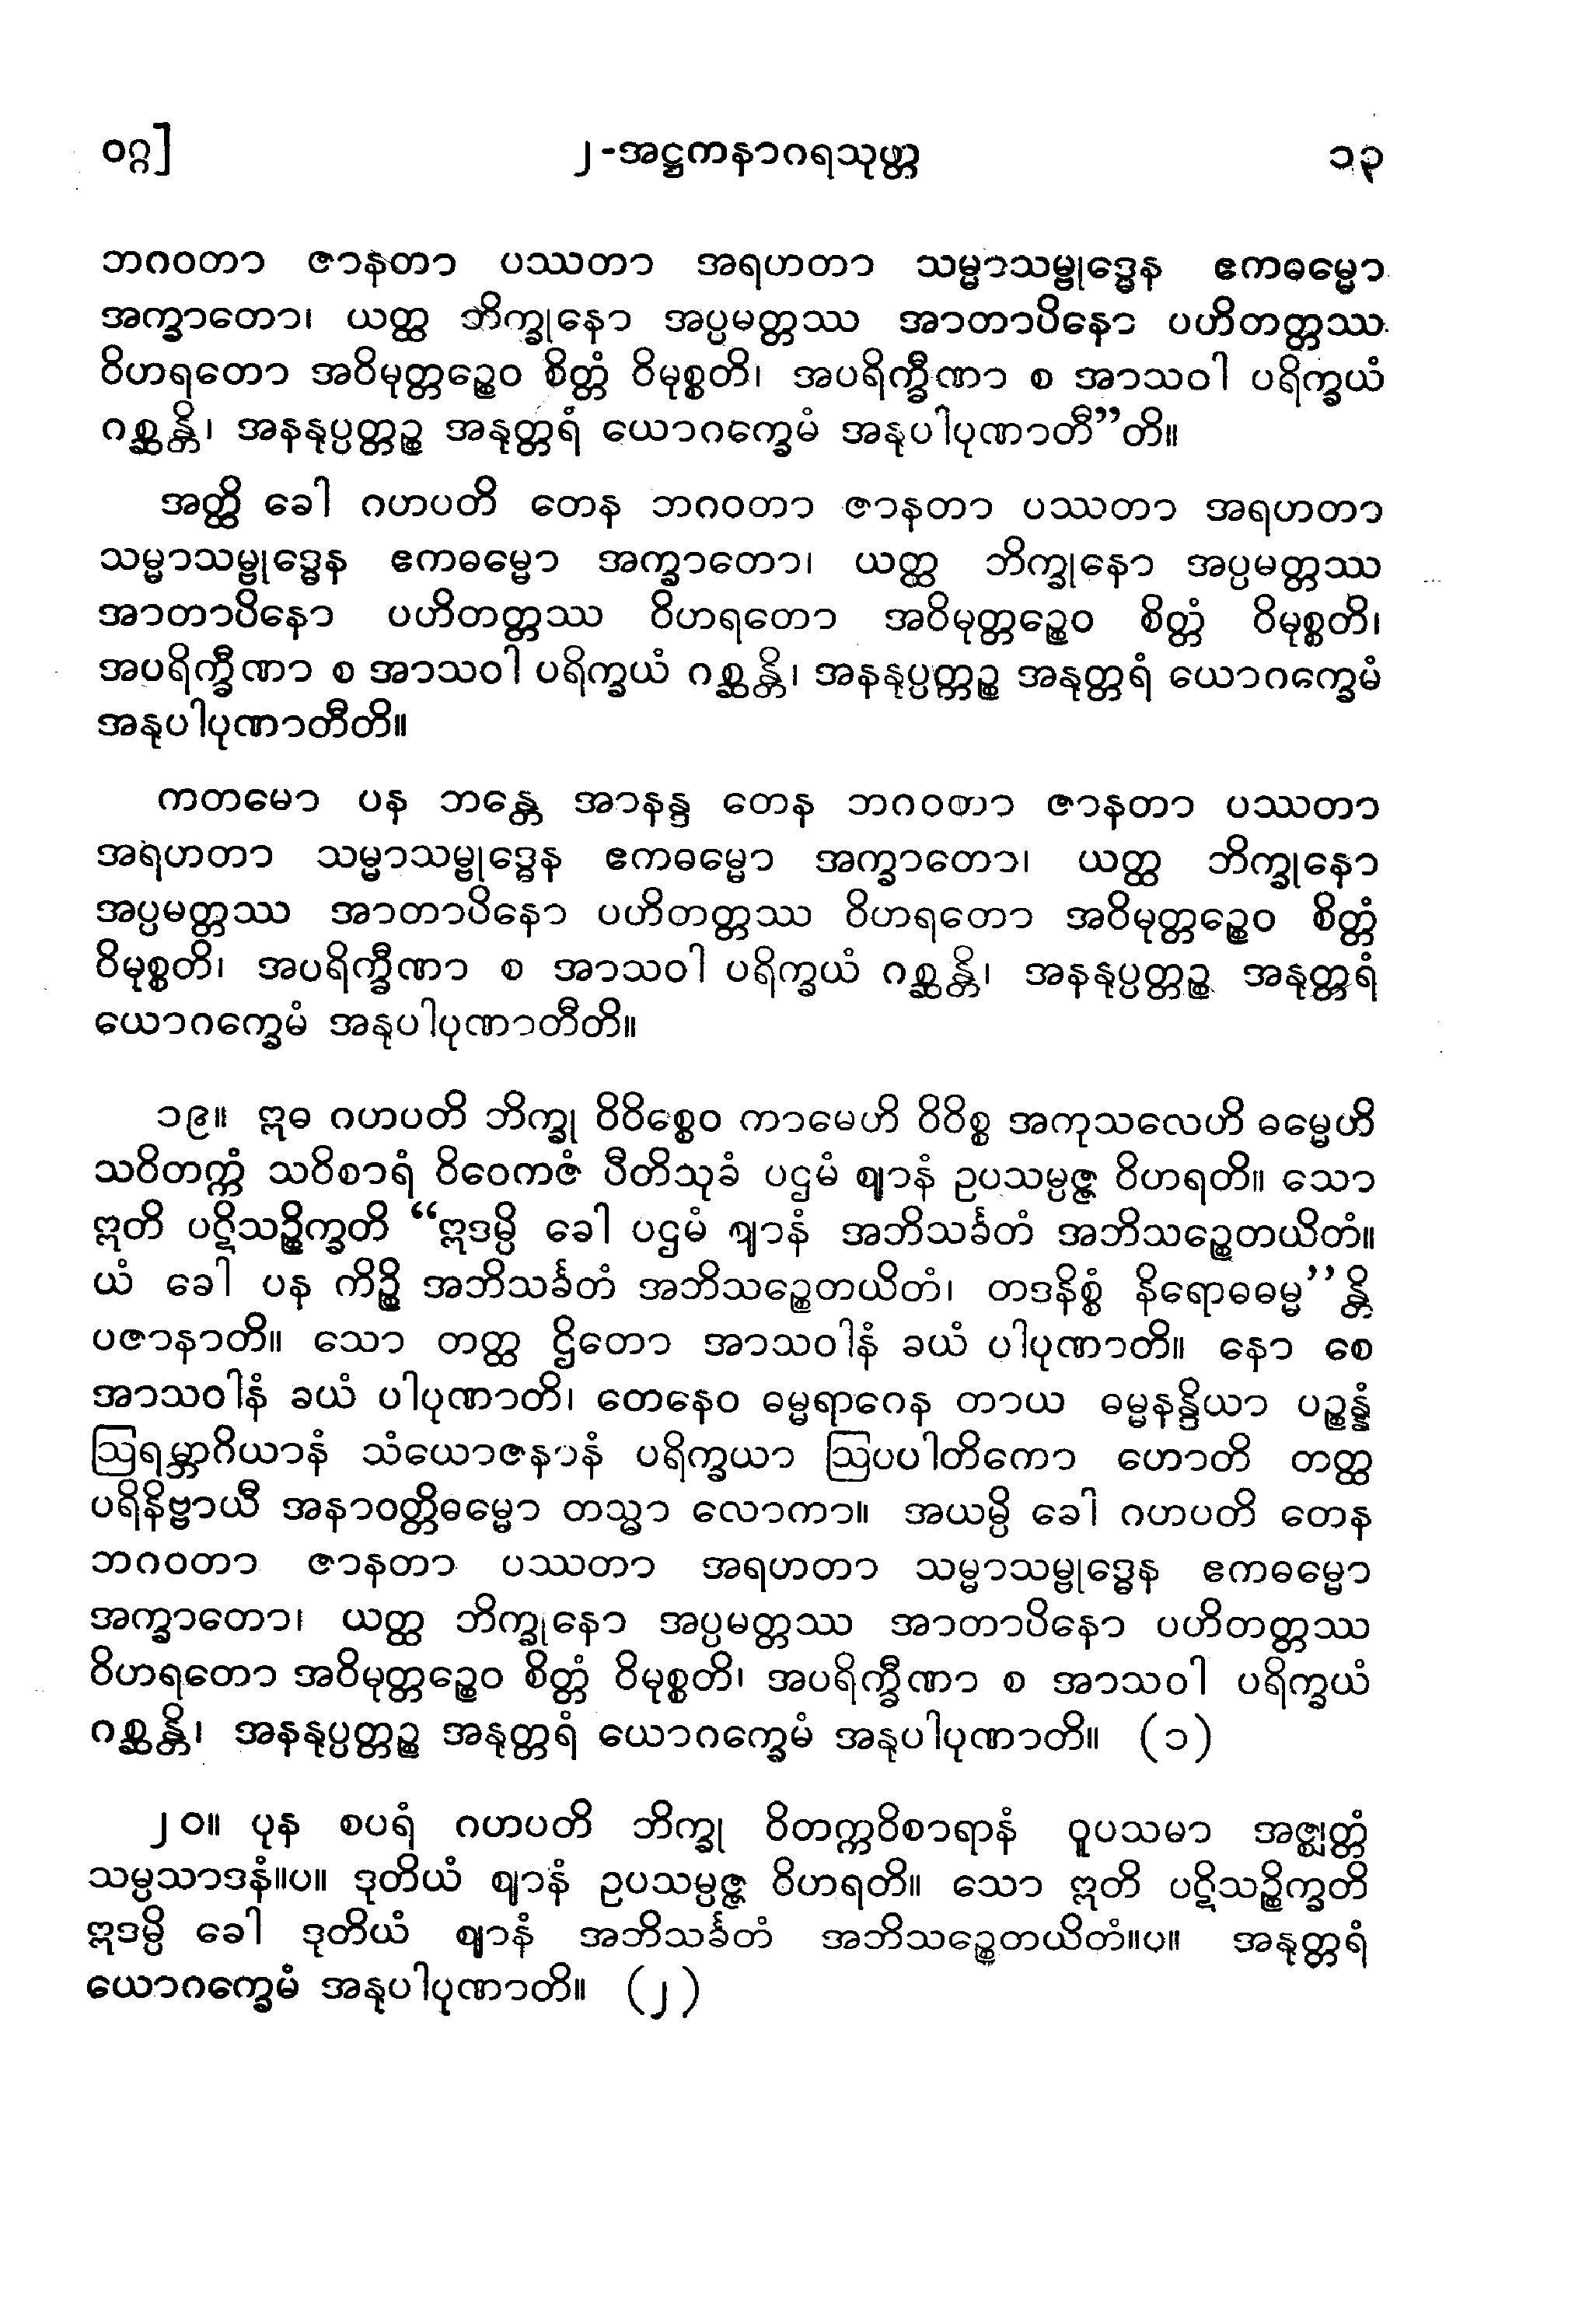 ဝဂ္ဂ]
၂-အဋ္ဌကနာဂရသုတ္တ
၁၃
ဘဂဝတာ ဇာနတာ ပဿတာ အရဟတာ သမ္မာသမ္ဗုဒ္ဓေန ဧကဓမ္မော
အက္ခာတော၊ ယတ္ထ ဘိက္ခုနော အပ္ပမတ္တဿ အာတာပိနော ပဟိတတ္တဿ
ဝိဟရတော အဝိမုတ္တဉ္စေဝ စိတ္တံ ဝိမုစ္စတိ၊ အပရိက္ခီဏာ စ အာသဝါ ပရိက္ခယံ
ဂစ္ဆန္တိ၊ အနနုပ္ပတ္တဉ္စ အနုတ္တရံ ယောဂက္ခေမံ အနုပါပုဏာတီ”တိ။
အတ္ထိ ခေါ ဂဟပတိ တေန ဘဂဝတာ ဇာနတာ ပဿတာ အရဟတာ
သမ္မာသမ္ဗုဒ္ဓေန ဧကဓမ္မော အက္ခာတော၊ ယတ္ထ ဘိက္ခုနော အပ္ပမတ္တဿ
အာတာပိနော ပဟိတတ္တဿ ဝိဟရတော အဝိမုတ္တဉ္စေဝ စိတ္တံ ဝိမုစ္စတိ၊
အပရိက္ခီဏာ စ အာသဝါ ပရိက္ခယံ ဂစ္ဆန္တိ၊ အနနုပ္ပတ္တဉ္စ အနုတ္တရံ ယောဂက္ခေမံ
အနုပါပုဏာတီတိ။
ကတမော ပန ဘန္တေ အာနန္ဒ တေန ဘဂဝတာ ဇာနတာ ပဿတာ
အရဟတာ သမ္မာသမ္ဗုဒ္ဓေန ဧကဓမ္မော အက္ခာတော၊ ယတ္ထ ဘိက္ခုနော
အပ္ပမတ္တဿ အာတာပိနော ပဟိတတ္တဿ ဝိဟရတော အဝိမုတ္တဉ္စေဝ စိတ္တံ
ဝိမုစ္စတိ၊ အပရိက္ခီဏာ စ အာသဝါ ပရိက္ခယံ ဂစ္ဆန္တိ၊ အနနုပ္ပတ္တဉ္စ အနုတ္တရံ
ယောဂက္ခေမံ အနုပါပုဏာတီတိ။
၁၉။ ဣဓ ဂဟပတိ ဘိက္ခု ဝိဝိစ္စေဝ ကာမေဟိ ဝိဝိစ္စ အကုသလေဟိ ဓမ္မေဟိ
သဝိတက္ကံ သဝိစာရံ ဝိဝေကဇံ ပီတိသုခံ ပဌမံ ဈာနံ ဥပသမ္ပဇ္ဇ ဝိဟရတိ။ သော
ဣတိ ပဋိသဉ္စိက္ခတိ “ဣဒမ္ပိ ခေါ ပဌမံ ဈာနံ အဘိသင်္ခတံ အဘိသဉ္စေတယိတံ။
ယံ ခေါ ပန ကိဉ္စိ အဘိသင်္ခတံ အဘိသဉ္စေတယိတံ၊ တဒနိစ္စံ နိရောဓဓမ္မ”န္တိ
ပဇာနာတိ။ သော တတ္ထ ဌိတော အာသဝါနံ ခယံ ပါပုဏာတိ။ နော စေ
အာသဝါနံ ခယံ ပါပုဏာတိ၊ တေနေဝ ဓမ္မရာဂေန တာယ ဓမ္မနန္ဒိယာ ပဉ္စန္နံ
ဩရမ္ဘာဂိယာနံ သံယောဇနာနံ ပရိက္ခယာ ဩပပါတိကော ဟောတိ တတ္ထ
ပရိနိဗ္ဗာယီ အနာဝတ္တိဓမ္မော တသ္မာ လောကာ။ အယမ္ပိ ခေါ ဂဟပတိ တေန
ဘဂဝတာ ဇာနတာ ပဿတာ အရဟတာ သမ္မာသမ္ဗုဒ္ဓေန ဧကဓမ္မော
အက္ခာတော၊ ယတ္ထ ဘိက္ခုနော အပ္ပမတ္တဿ အာတာပိနော ပဟိတတ္တဿ
ဝိဟရတော အဝိမုတ္တဉ္စေဝ စိတ္တံ ဝိမုစ္စတိ၊ အပရိက္ခီဏာ စ အာသဝါ ပရိက္ခယံ
ဂစ္ဆန္တိ၊ အနနုပ္ပတ္တဉ္စ အနုတ္တရံ ယောဂက္ခေမံ အနုပါပုဏာတိ။ (၁)
၂၀။ ပုန စပရံ ဂဟပတိ ဘိက္ခု ဝိတက္ကဝိစာရာနံ ဝူပသမာ အဇ္ဈတ္တံ
သမ္ပသာဒနံ။ပ။ ဒုတိယံ ဈာနံ ဥပသမ္ပဇ္ဇ ဝိဟရတိ။ သော ဣတိ ပဋိသဉ္စိက္ခတိ
ဣဒမ္ပိ ခေါ ဒုတိယံ ဈာနံ အဘိသင်္ခတံ အဘိသဉ္စေတယိတံ။ပ။ အနုတ္တရံ
ယောဂက္ခေမံ အနုပါပုဏာတိ။ (၂)